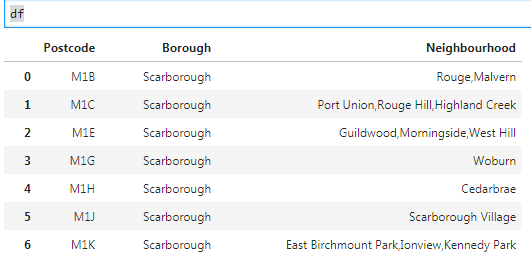 df
Postcode Borough Neighbourhood
0 M1B Scarborough Rouge,Malvern
1 M1C Scarborough Port Union,Rouge Hill,Highland Creek
2 M1E Scarborough Guildwood,Morningside,West Hill
3 M1G Scarborough Woburn
4 M1H Scarborough Cedarbrae
5 M1J Scarborough Scarborough Village
6 M1K Scarborough East Birchmount Park,Ionview,Kennedy Park